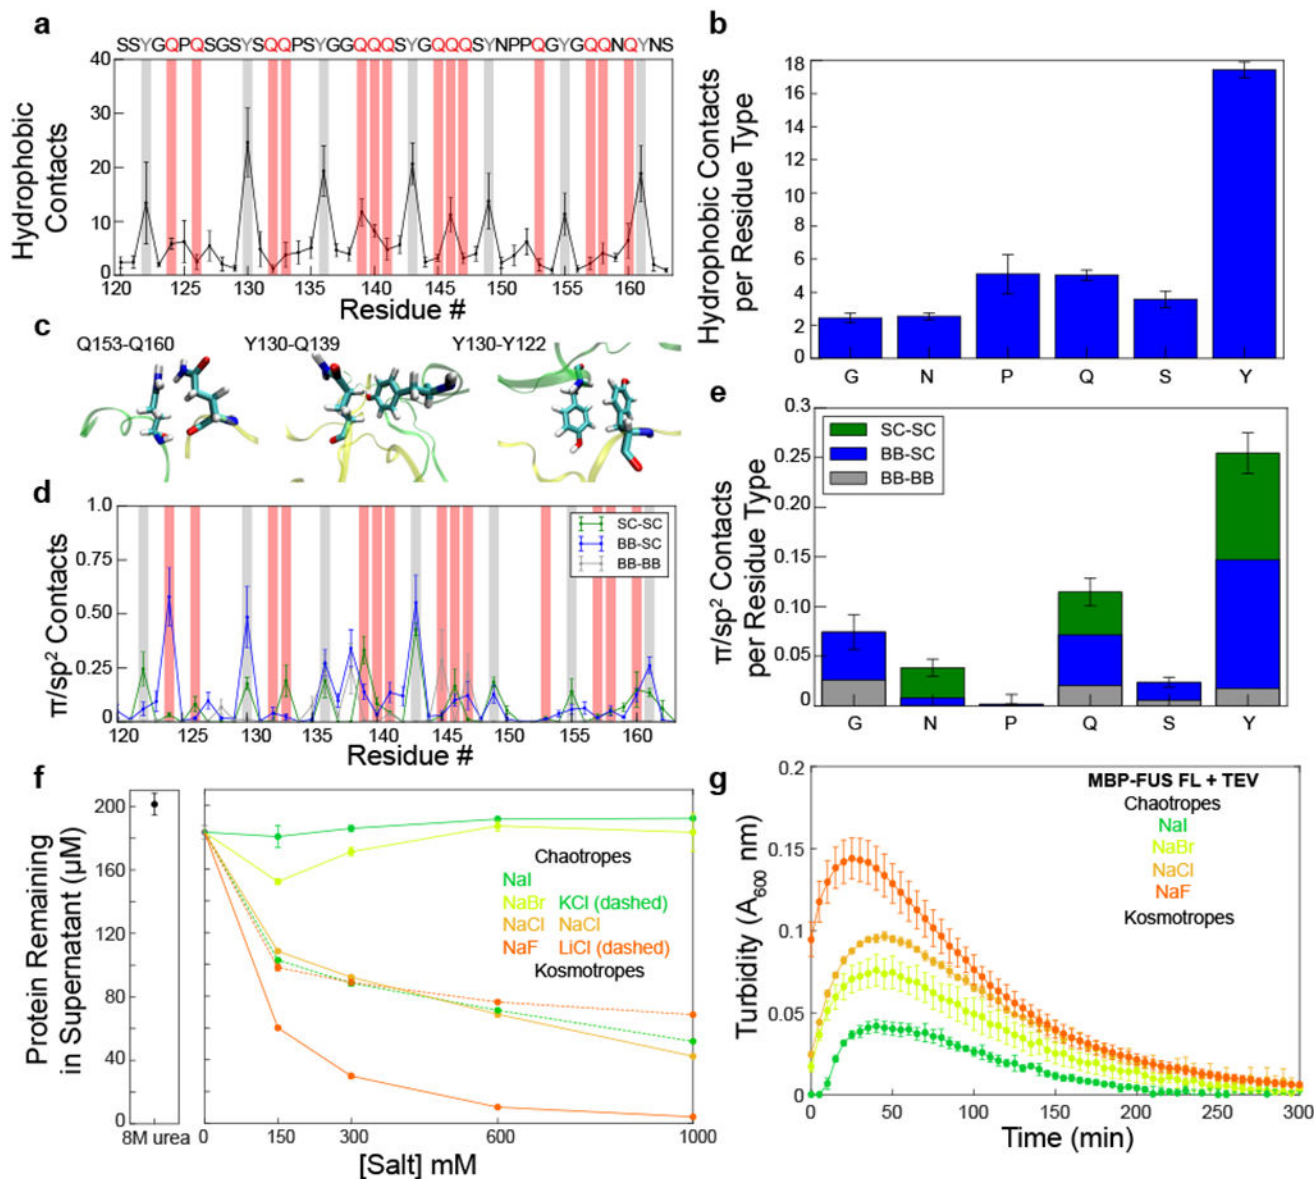 a
SSYGQPQSGSYSQQPSYGGQQQSYGQQQSYNPPQGYGQQNQYNS
40
30
20
10
0
Hydrophobic
Contacts
120 125 130 135 140 145 150 155 160
Residue #
b
18
16
14
12
10
8
6
4
2
0
Hydrophobic Contacts
per Residue Type
G N P Q S Y
c
Q153-Q160 Y130-Q139 Y130-Y122
d
1.0
0.75
0.50
0.25
0
π/sp² Contacts
SC-SC
BB-SC
BB-BB
120 125 130 135 140 145 150 155 160
Residue #
e
0.3
0.25
0.20
0.15
0.10
0.05
0
π/sp² Contacts
per Residue Type
SC-SC
BB-SC
BB-BB
G N P Q S Y
f
200
160
120
80
40
0
Protein Remaining
in Supernatant (µM)
8M urea
Chaotropes
NaI
NaBr KCl (dashed)
NaCl NaCl
NaF LiCl (dashed)
Kosmotropes
0 150 300 600 1000
[Salt] mM
g
0.2
0.15
0.1
0.05
0
Turbidity (A₆₀₀ nm)
MBP-FUS FL + TEV
Chaotropes
NaI
NaBr
NaCl
NaF
Kosmotropes
0 50 100 150 200 250 300
Time (min)